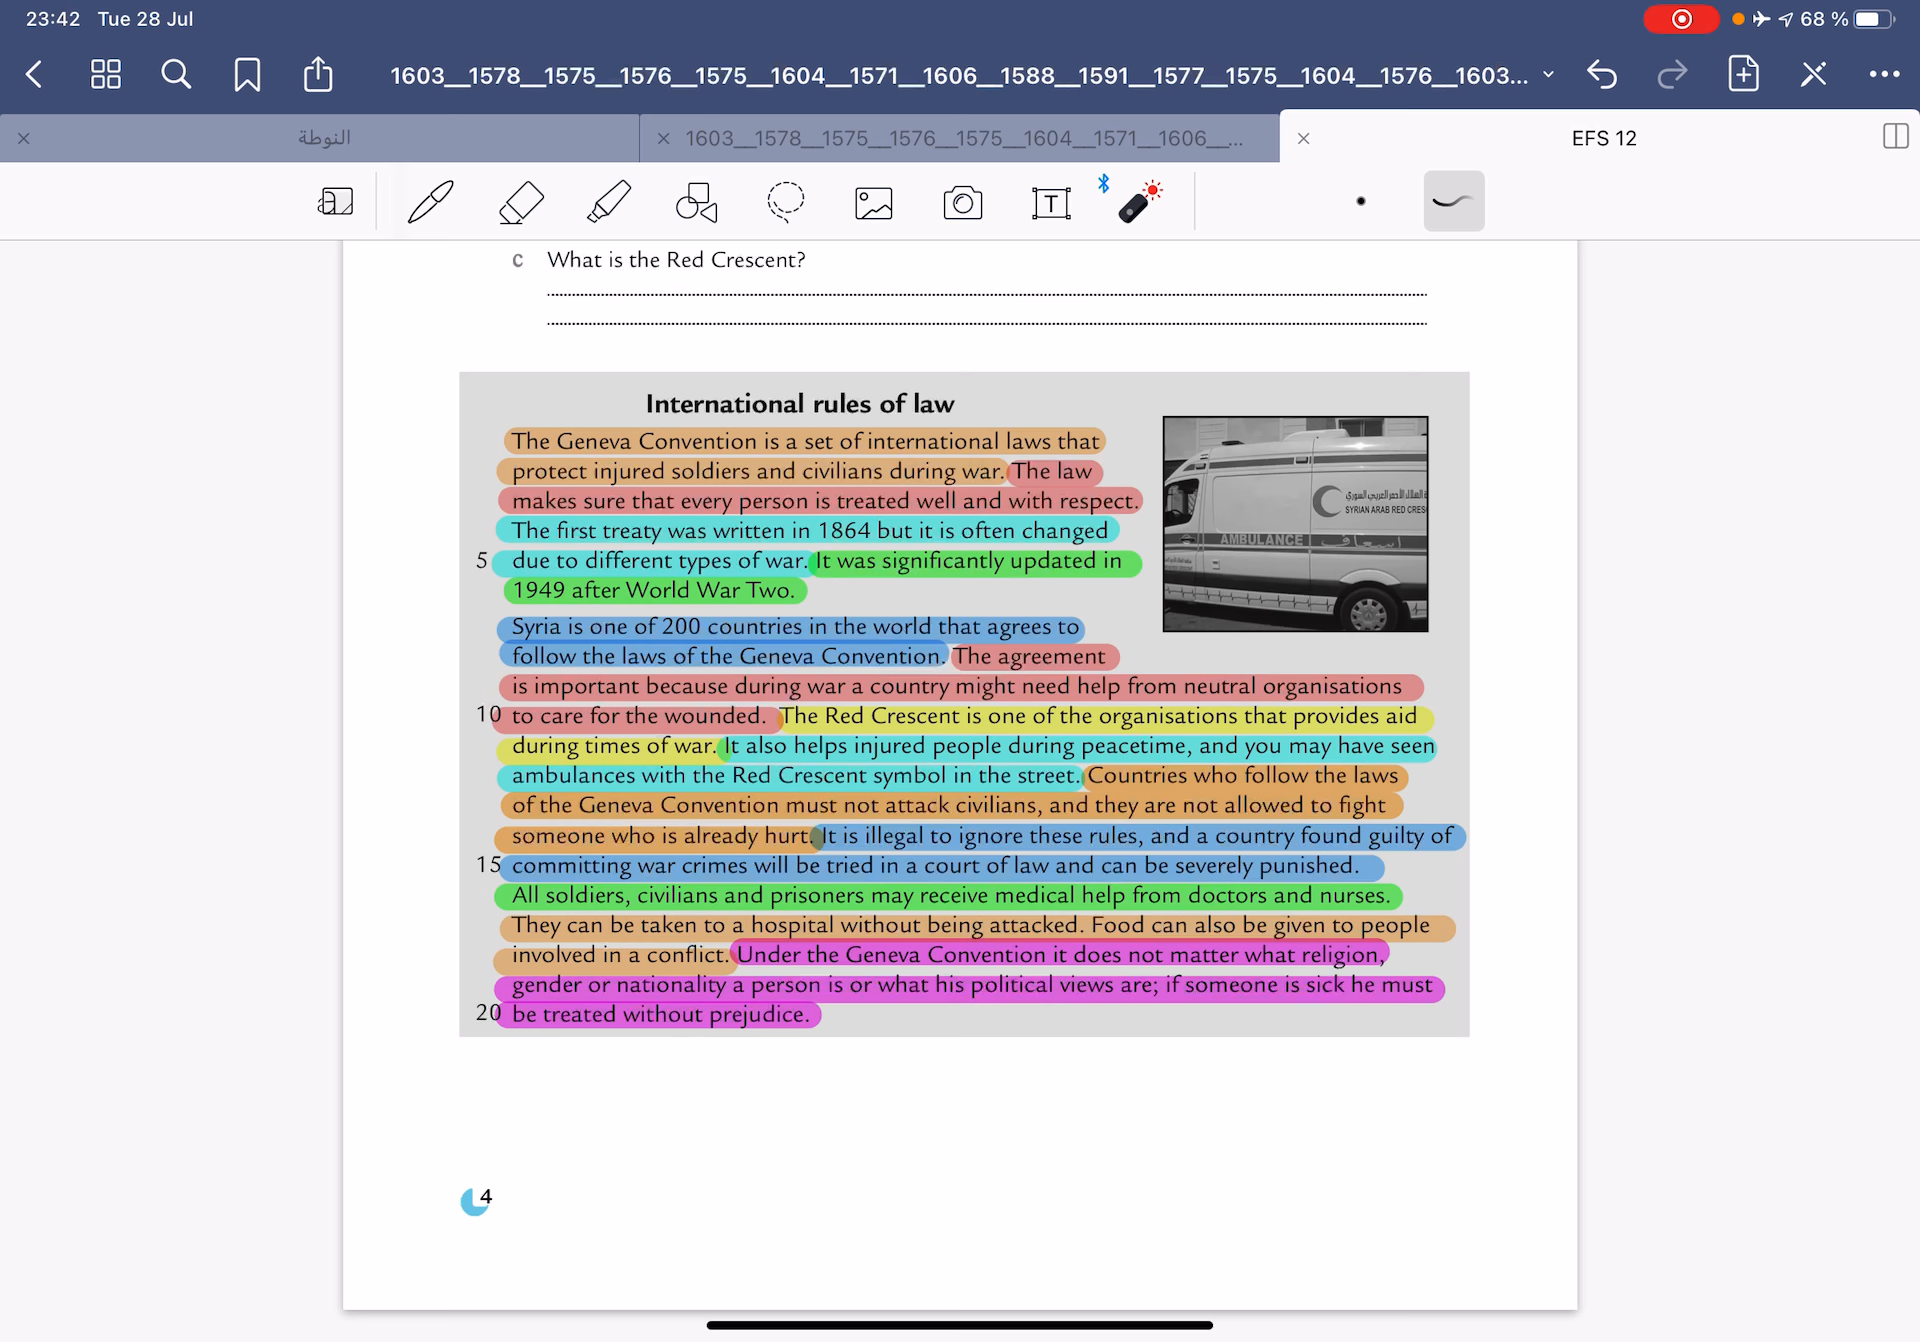 23:42 Tue 28 Jul
68 %
1603__1578__1575__1576__1575__1604__1571__1606__1588__1591__1577__1575__1604__1576__1603...
النوطة
1603__1578__1575__1576__1575__1604__1571__1606__...
EFS 12
c What is the Red Crescent?
International rules of law
The Geneva Convention is a set of international laws that
protect injured soldiers and civilians during war. The law
makes sure that every person is treated well and with respect.
The first treaty was written in 1864 but it is often changed
5 due to different types of war. It was significantly updated in
1949 after World War Two.
SYRIAN ARAB RED CRES
AMBULANCE
Syria is one of 200 countries in the world that agrees to
follow the laws of the Geneva Convention. The agreement
is important because during war a country might need help from neutral organisations
10 to care for the wounded. The Red Crescent is one of the organisations that provides aid
during times of war. It also helps injured people during peacetime, and you may have seen
ambulances with the Red Crescent symbol in the street. Countries who follow the laws
of the Geneva Convention must not attack civilians, and they are not allowed to fight
someone who is already hurt. It is illegal to ignore these rules, and a country found guilty of
15 committing war crimes will be tried in a court of law and can be severely punished.
All soldiers, civilians and prisoners may receive medical help from doctors and nurses.
They can be taken to a hospital without being attacked. Food can also be given to people
involved in a conflict. Under the Geneva Convention it does not matter what religion,
gender or nationality a person is or what his political views are; if someone is sick he must
20 be treated without prejudice.
4